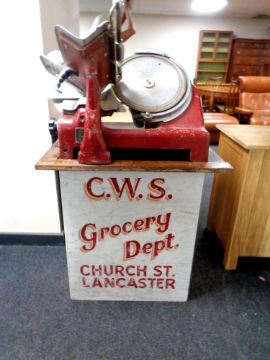 C.W.S.
Grocery
Dept.
CHURCH ST.
LANCASTER